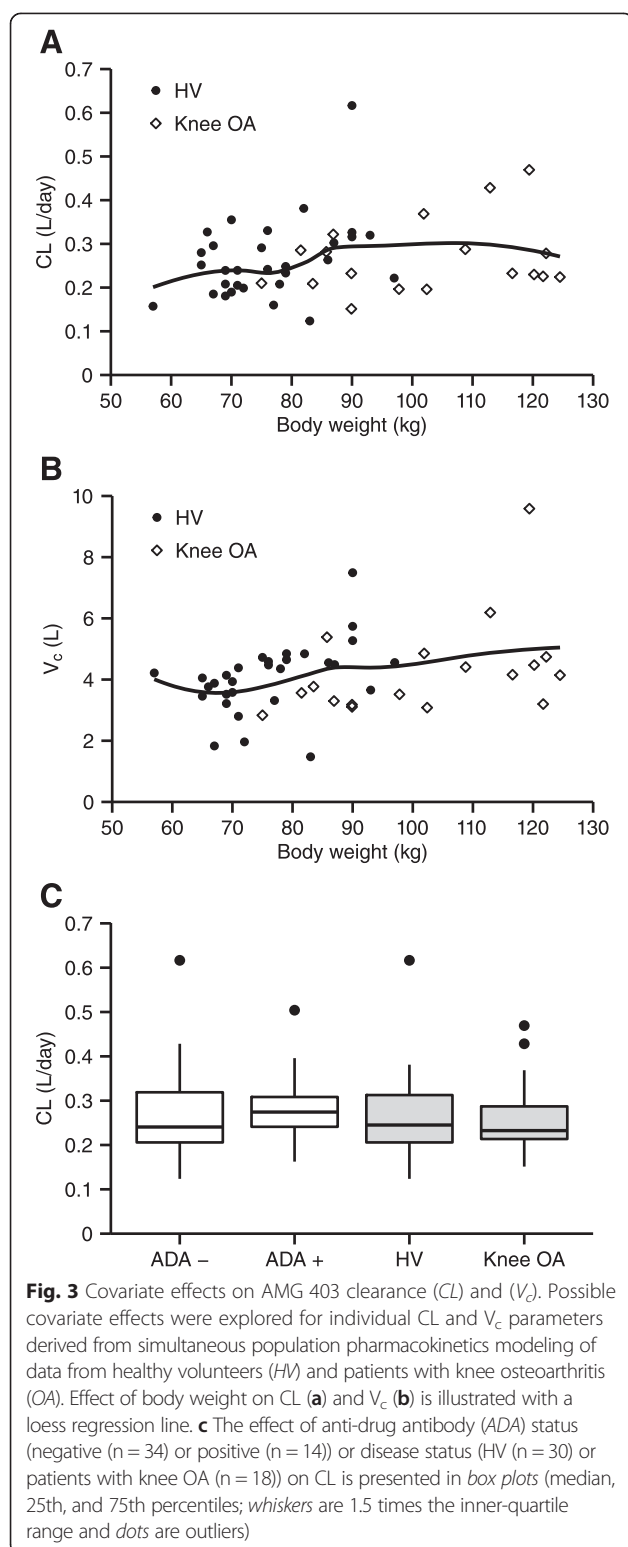 A
0.7
HV
Knee OA
0.6
0.5
0.4
0.3
0.2
0.1
0
CL (L/day)
50 60 70 80 90 100 110 120 130
Body weight (kg)
B
10
HV
Knee OA
8
6
4
2
0
Vc (L)
50 60 70 80 90 100 110 120 130
Body weight (kg)
C
0.7
0.6
0.5
0.4
0.3
0.2
0.1
0
CL (L/day)
ADA – ADA + HV Knee OA
Fig. 3 Covariate effects on AMG 403 clearance (CL) and (Vc). Possible
covariate effects were explored for individual CL and Vc parameters
derived from simultaneous population pharmacokinetics modeling of
data from healthy volunteers (HV) and patients with knee osteoarthritis
(OA). Effect of body weight on CL (a) and Vc (b) is illustrated with a
loess regression line. c The effect of anti-drug antibody (ADA) status
(negative (n = 34) or positive (n = 14)) or disease status (HV (n = 30) or
patients with knee OA (n = 18)) on CL is presented in box plots (median,
25th, and 75th percentiles; whiskers are 1.5 times the inner-quartile
range and dots are outliers)